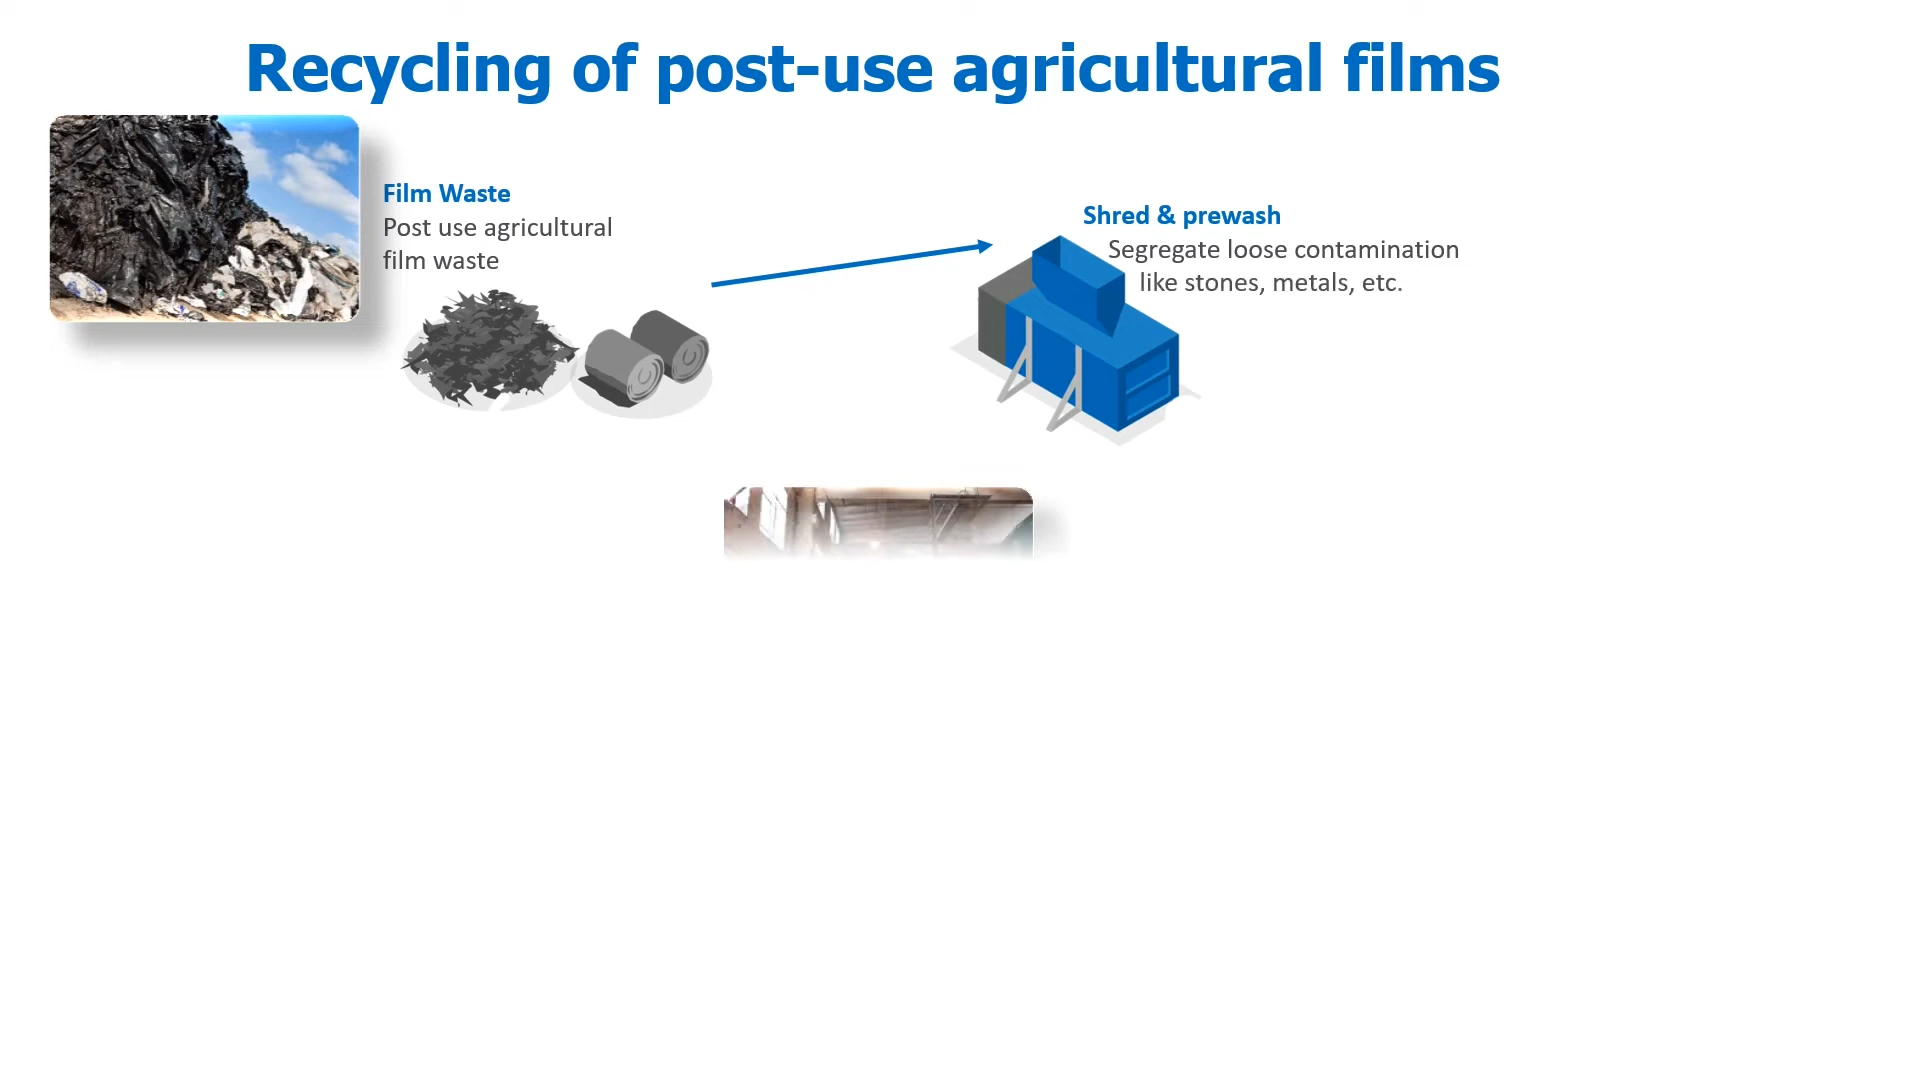 Recycling of post-use agricultural films
Film Waste
Post use agricultural
film waste
Shred & prewash
Segregate loose contamination
like stones, metals, etc.